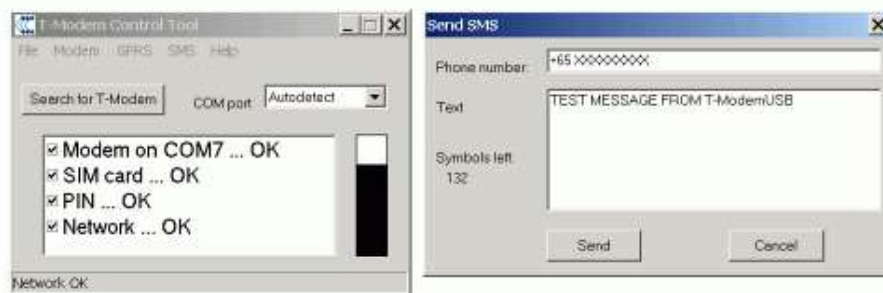 T-Modem Control Tool
File Modem GPRS SMS Help
Search for T-Modem COM port Autodetect
Modem on COM7 ... OK
SIM card ... OK
PIN ... OK
Network ... OK
Network OK
Send SMS
Phone number: +65 XXXXXXXXX
Text TEST MESSAGE FROM T-ModemUSB
Symbols left
132
Send Cancel